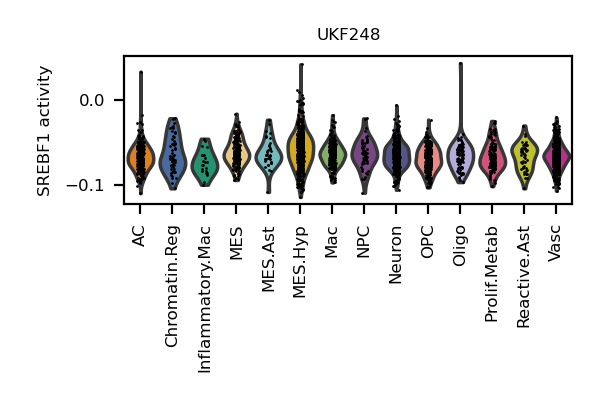 UKF248
SREBF1 activity
0.0
−0.1
AC
Chromatin.Reg
Inflammatory.Mac
MES
MES.Ast
MES.Hyp
Mac
NPC
Neuron
OPC
Oligo
Prolif.Metab
Reactive.Ast
Vasc